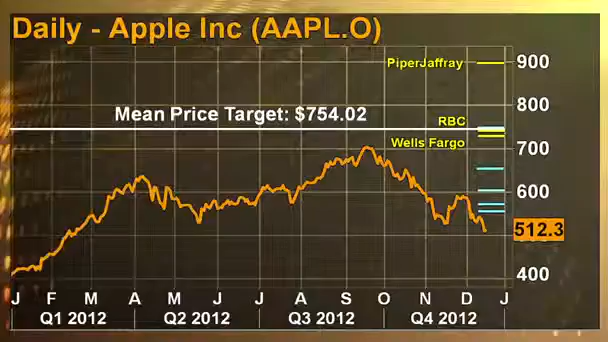 Daily - Apple Inc (AAPL.O)
PiperJaffray
900
800
Mean Price Target: $754.02
RBC
Wells Fargo
700
600
512.3
400
J F M A M J J A S O N D J
Q1 2012 Q2 2012 Q3 2012 Q4 2012